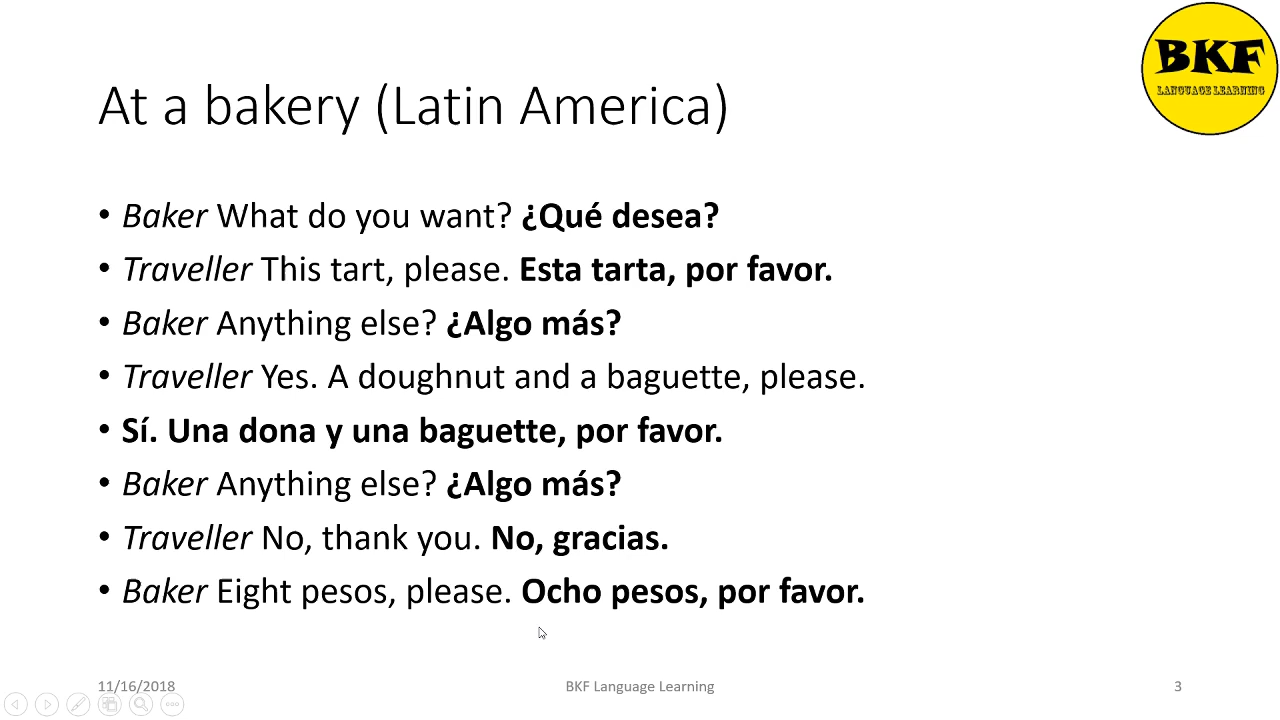 BKF
LANGUAGE LEARNING
At a bakery (Latin America)
• Baker What do you want? ¿Qué desea?
• Traveller This tart, please. Esta tarta, por favor.
• Baker Anything else? ¿Algo más?
• Traveller Yes. A doughnut and a baguette, please.
• Sí. Una dona y una baguette, por favor.
• Baker Anything else? ¿Algo más?
• Traveller No, thank you. No, gracias.
• Baker Eight pesos, please. Ocho pesos, por favor.
11/16/2018 BKF Language Learning 3